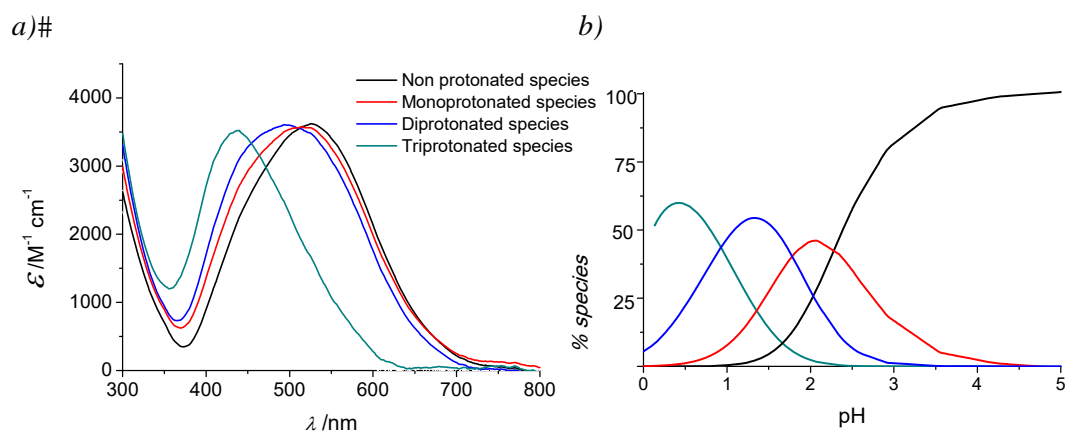 a)#
b)
Non protonated species
Monoprotonated species
Diprotonated species
Triprotonated species
4000
3000
2000
1000
0
ℰ /M⁻¹ cm⁻¹
300 400 500 600 700 800
λ /nm
100
75
50
25
% species
0 1 2 3 4 5
pH